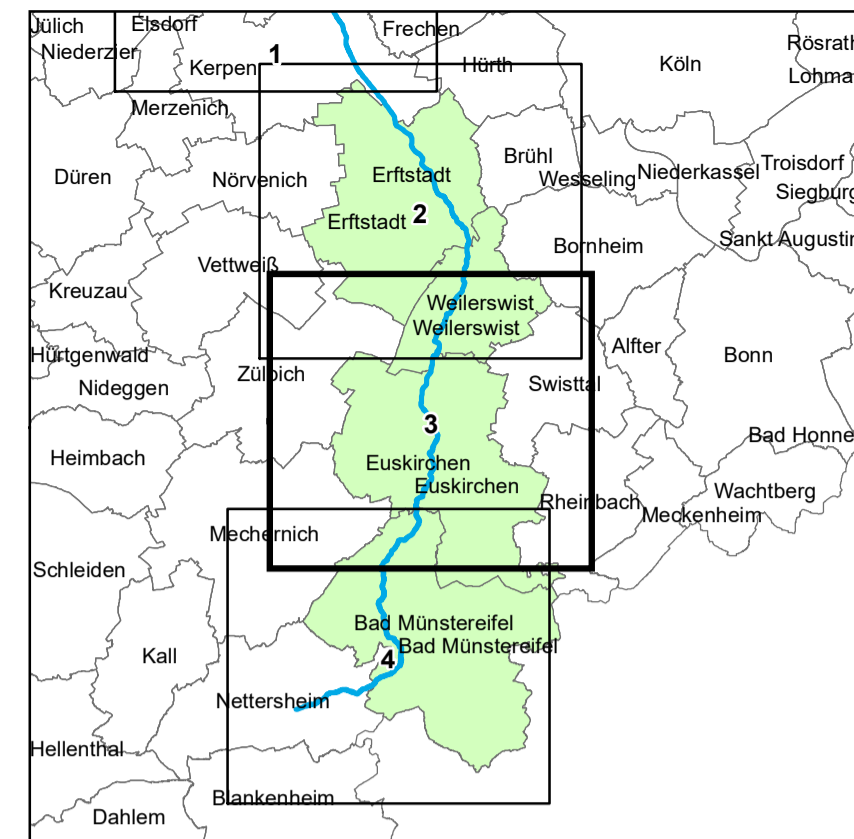 Jülich
Elsdorf
Frechen
Niederzier
1
Kerpen
Hürth
Köln
Rösrath
Lohma
Merzenich
Düren
Nörvenich
Erftstadt
Brühl
Wesseling
Niederkassel
Troisdorf
Siegburg
Erftstadt
2
Bornheim
Sankt Augustin
Vettweiß
Kreuzau
Weilerswist
Weilerswist
Hürtgenwald
Nideggen
Zülpich
Swisttal
Alfter
Bonn
3
Bad Honne
Heimbach
Euskirchen
Euskirchen
Rheinbach
Wachtberg
Meckenheim
Mechernich
Schleiden
Bad Münstereifel
Bad Münstereifel
Kall
4
Nettersheim
Hellenthal
Blankenheim
Dahlem